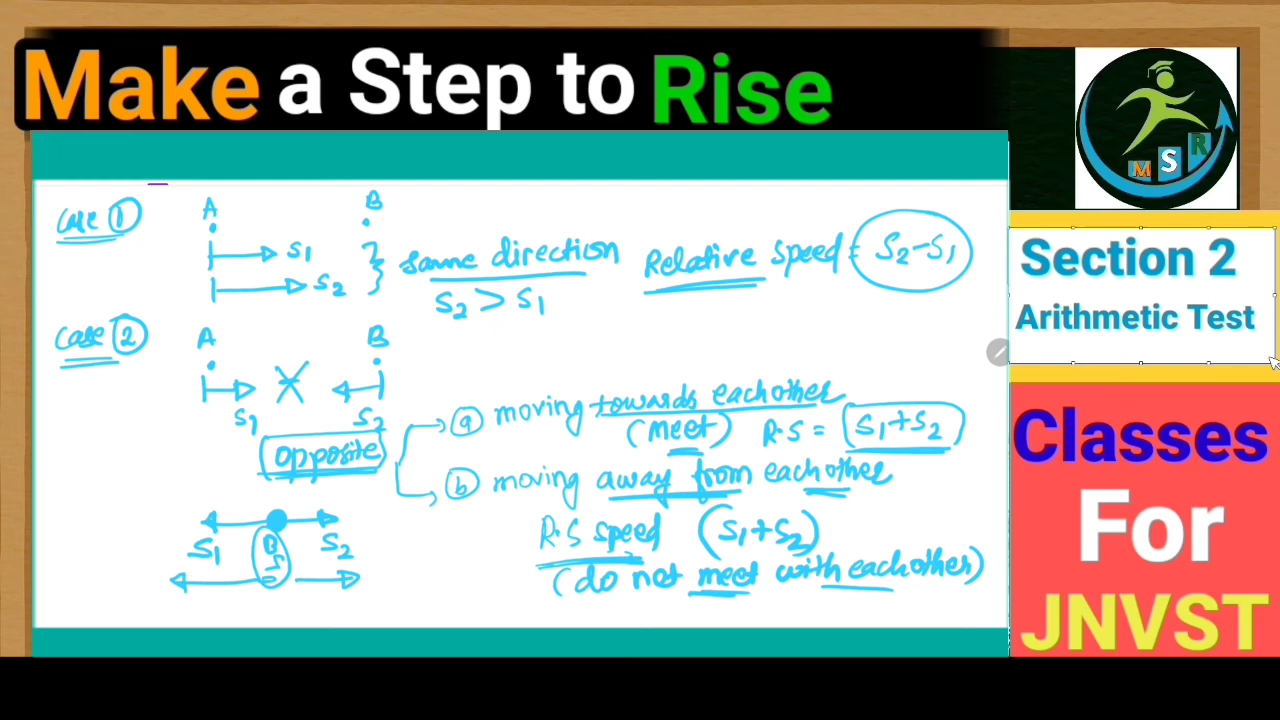 Make a Step to Rise
M S R
Section 2
Arithmetic Test
Classes
For
JNVST
Case 1
A B
S1
S2
same direction
S2 > S1
Relative speed = S2-S1
Case 2
A B
S1 S2
opposite
a moving towards eachother
(meet) R.S = S1+S2
b moving away from eachother
R.S speed (S1+S2)
(do not meet with eachother)
S1 S2